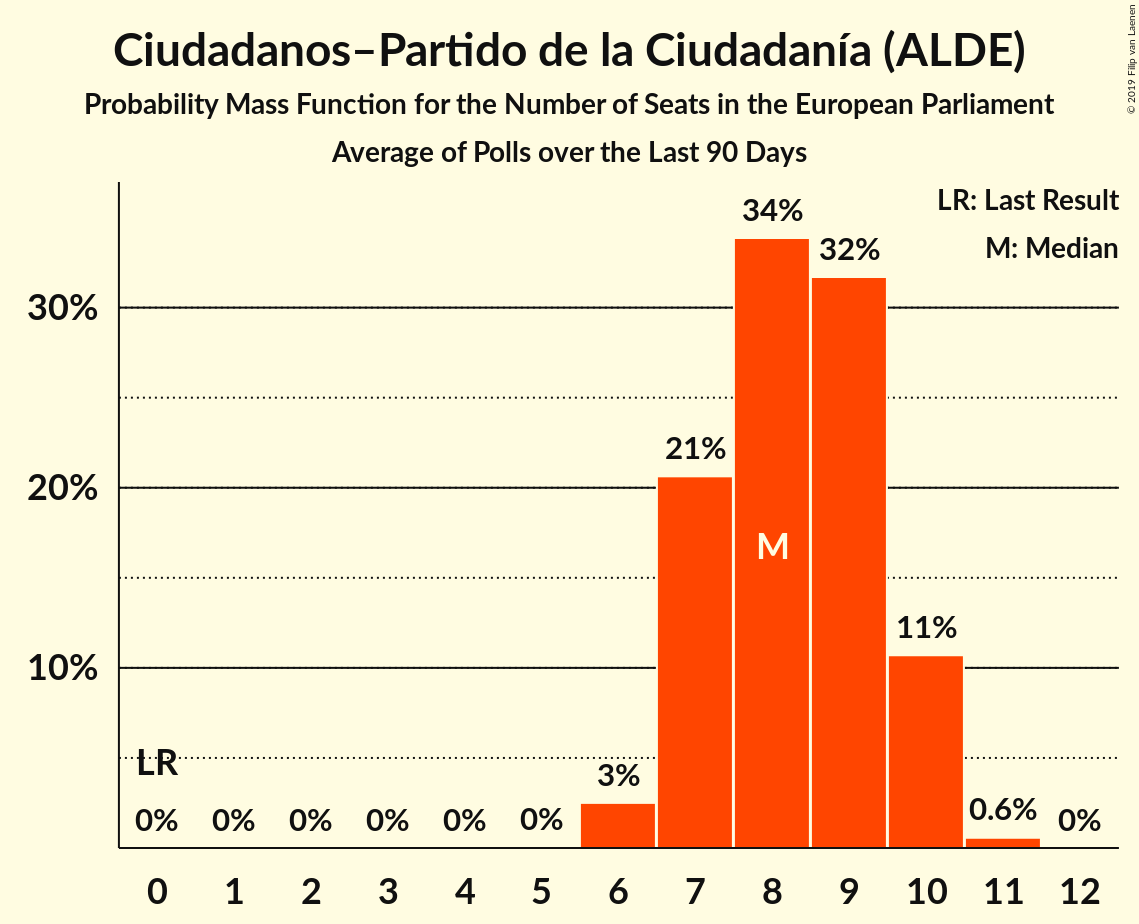 Ciudadanos–Partido de la Ciudadanía (ALDE)
Probability Mass Function for the Number of Seats in the European Parliament
Average of Polls over the Last 90 Days
© 2019 Filip van Laenen
LR: Last Result
M: Median
34%
32%
30%
21%
20%
M
11%
10%
LR
3%
0.6%
0% 0% 0% 0% 0% 0% 0%
0 1 2 3 4 5 6 7 8 9 10 11 12